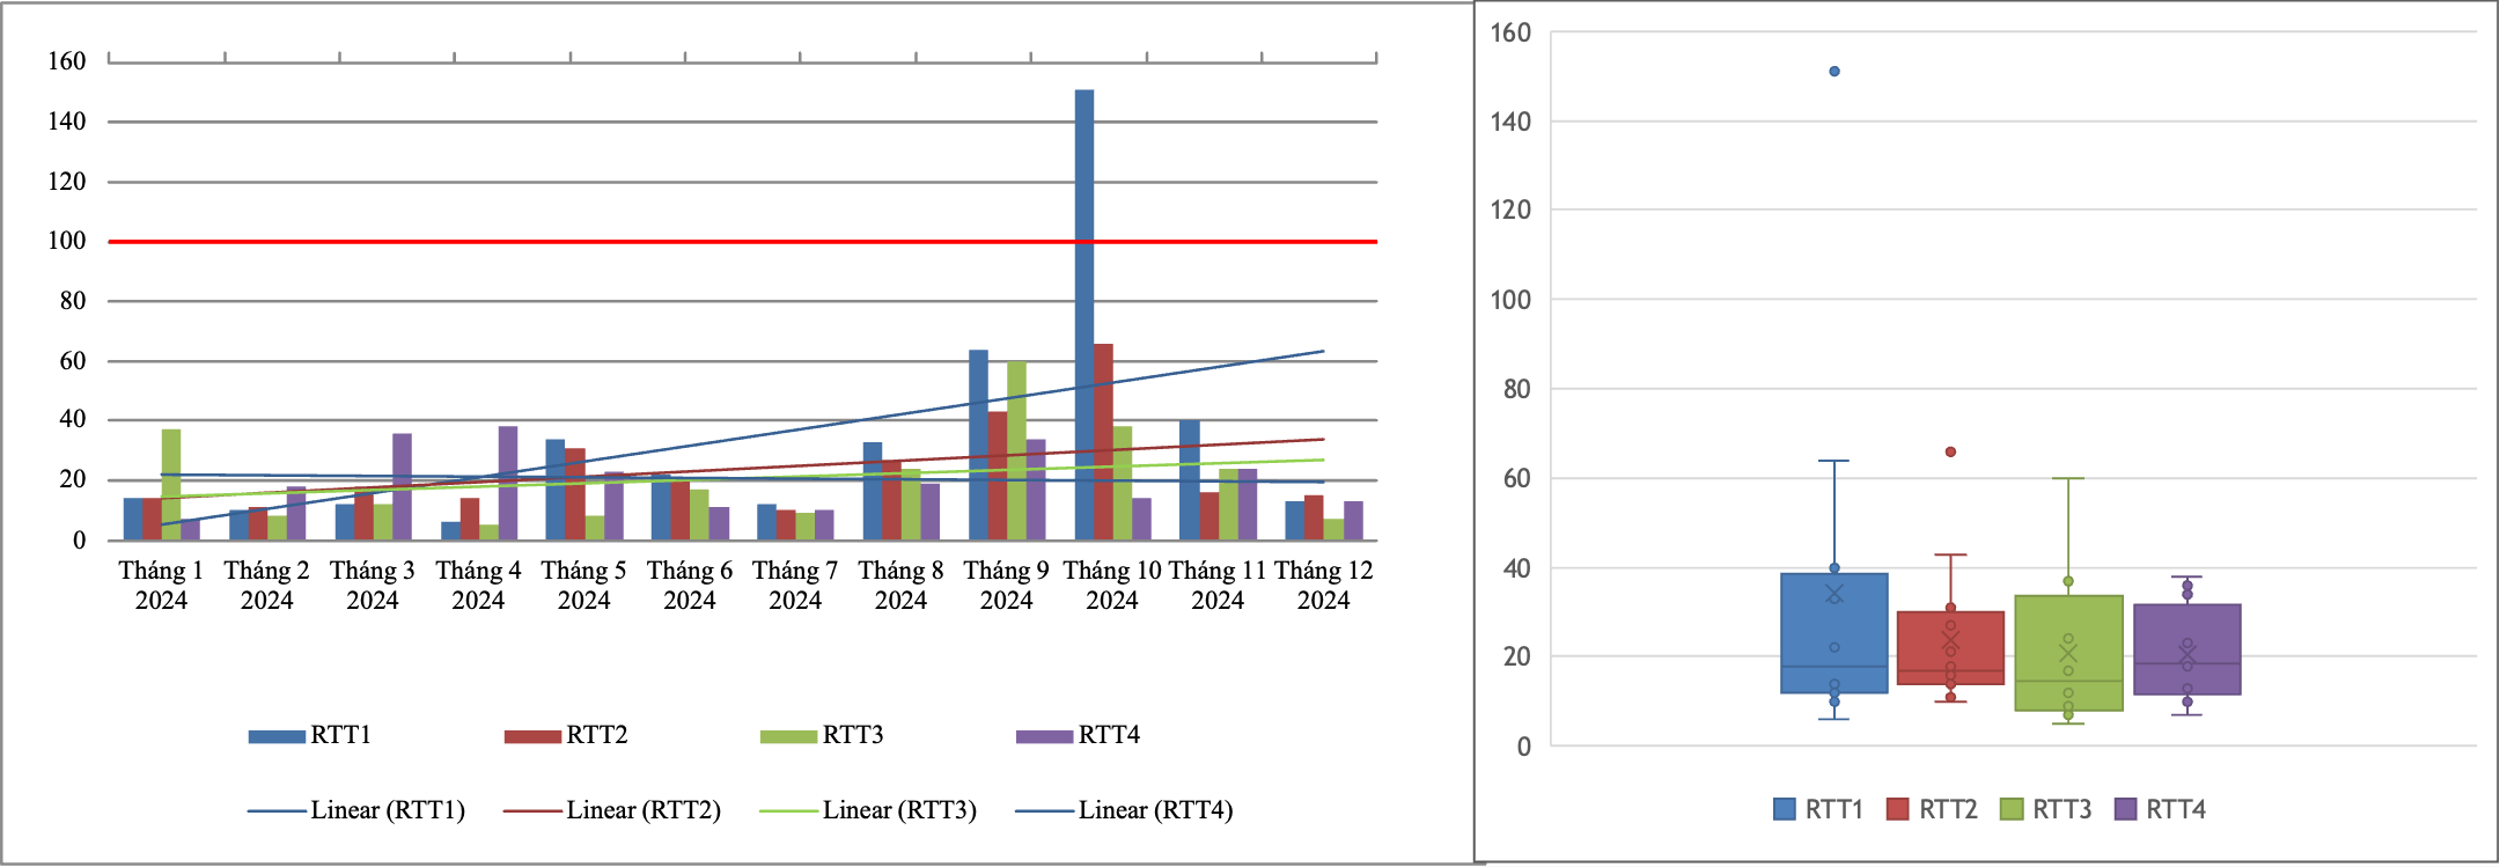 160
140
120
100
80
60
40
20
0
Tháng 1 2024
Tháng 2 2024
Tháng 3 2024
Tháng 4 2024
Tháng 5 2024
Tháng 6 2024
Tháng 7 2024
Tháng 8 2024
Tháng 9 2024
Tháng 10 2024
Tháng 11 2024
Tháng 12 2024
RTT1 RTT2 RTT3 RTT4
Linear (RTT1) Linear (RTT2) Linear (RTT3) Linear (RTT4)
160
140
120
100
80
60
40
20
0
RTT1 RTT2 RTT3 RTT4